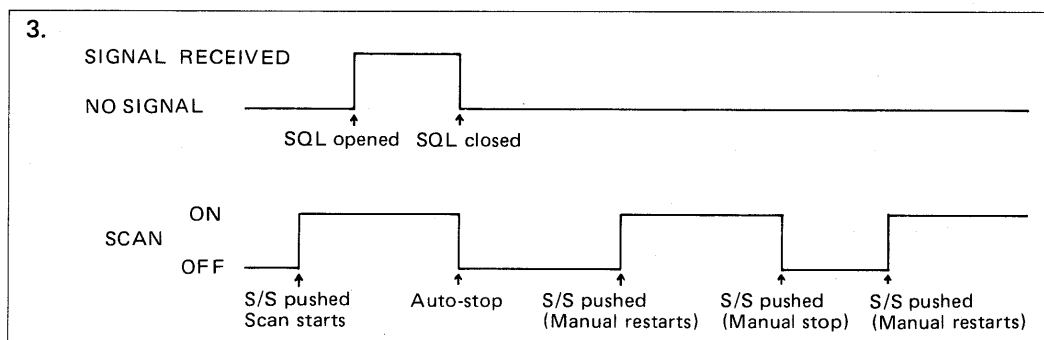 3.
SIGNAL RECEIVED
NO SIGNAL
SQL opened SQL closed
ON
SCAN
OFF
S/S pushed
Scan starts
Auto-stop
S/S pushed
(Manual restarts)
S/S pushed
(Manual stop)
S/S pushed
(Manual restarts)